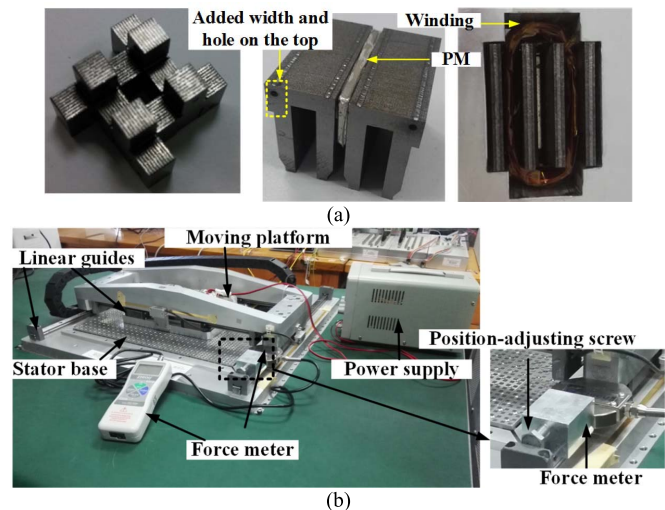 Added width and
hole on the top
PM
Winding
(a)
Moving platform
Linear guides
Position-adjusting screw
Stator base
Power supply
Force meter
Force meter
(b)